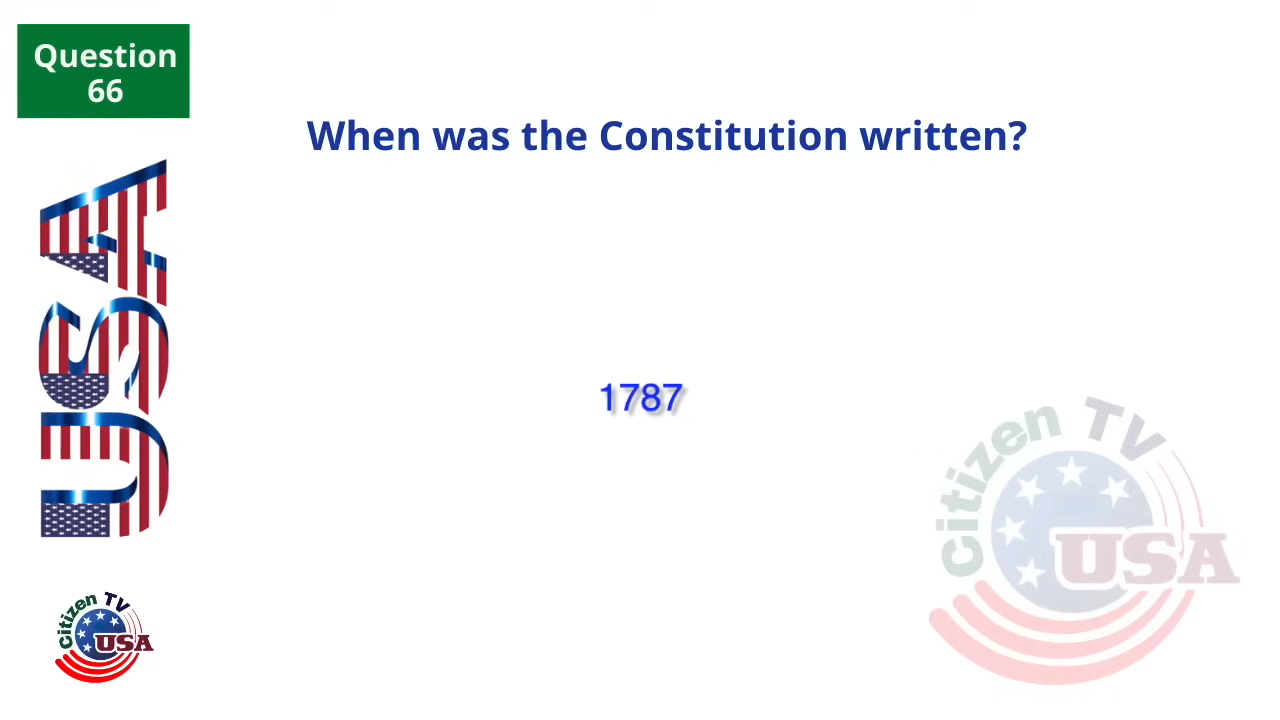 Question
66
When was the Constitution written?
1787
USA
Citizen TV
USA
Citizen TV
USA